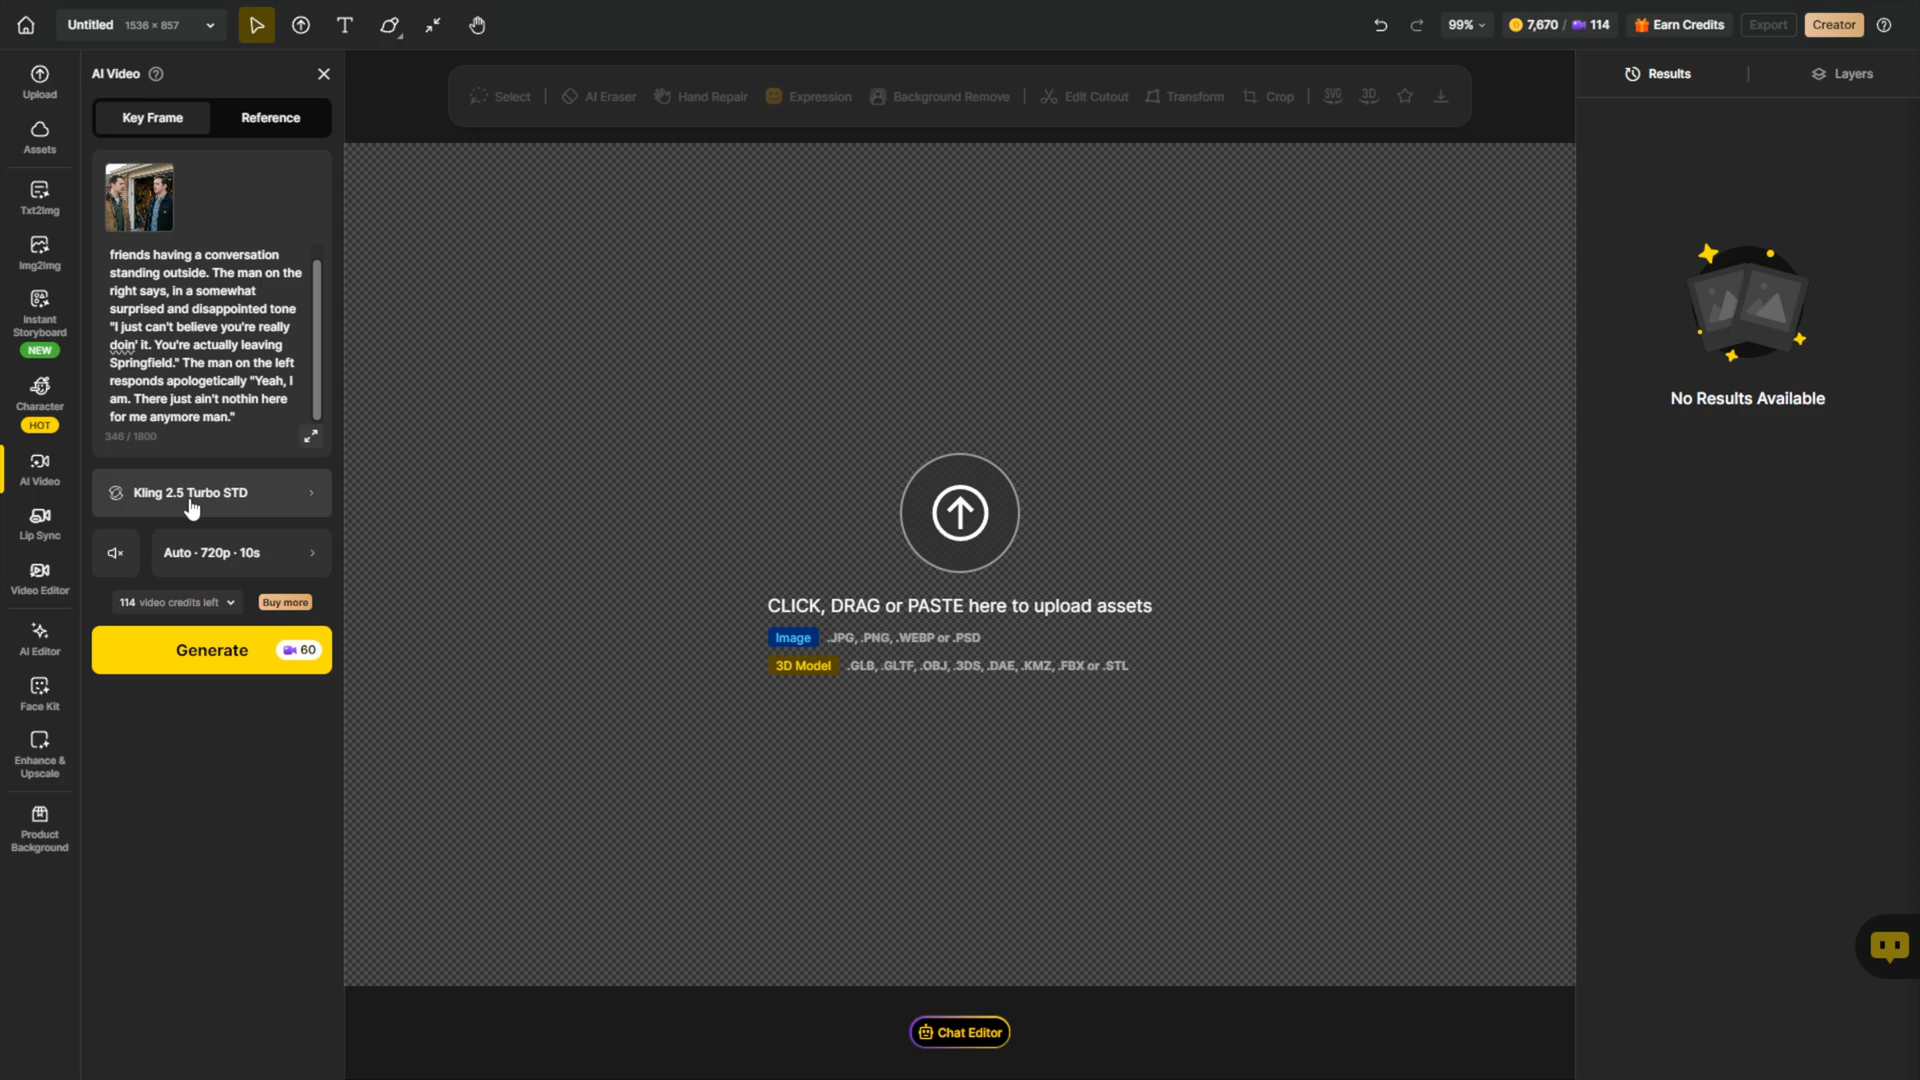 Untitled 1536 × 857
99%
7,670 / 114
Earn Credits
Export
Creator
Upload
Assets
Txt2Img
Img2Img
Instant
Storyboard
NEW
Character
HOT
AI Video
Lip Sync
Video Editor
AI Editor
Face Kit
Enhance &
Upscale
Product
Background
AI Video
Key Frame
Reference
friends having a conversation
standing outside. The man on the
right says, in a somewhat
surprised and disappointed tone
"I just can't believe you're really
doin' it. You're actually leaving
Springfield." The man on the left
responds apologetically "Yeah, I
am. There just ain't nothin here
for me anymore man."
346 / 1800
Kling 2.5 Turbo STD
Auto · 720p · 10s
114 video credits left
Buy more
Generate 60
Select
AI Eraser
Hand Repair
Expression
Background Remove
Edit Cutout
Transform
Crop
SVG
3D
CLICK, DRAG or PASTE here to upload assets
Image .JPG, .PNG, .WEBP or .PSD
3D Model .GLB, .GLTF, .OBJ, .3DS, .DAE, .KMZ, .FBX or .STL
Chat Editor
Results
Layers
No Results Available